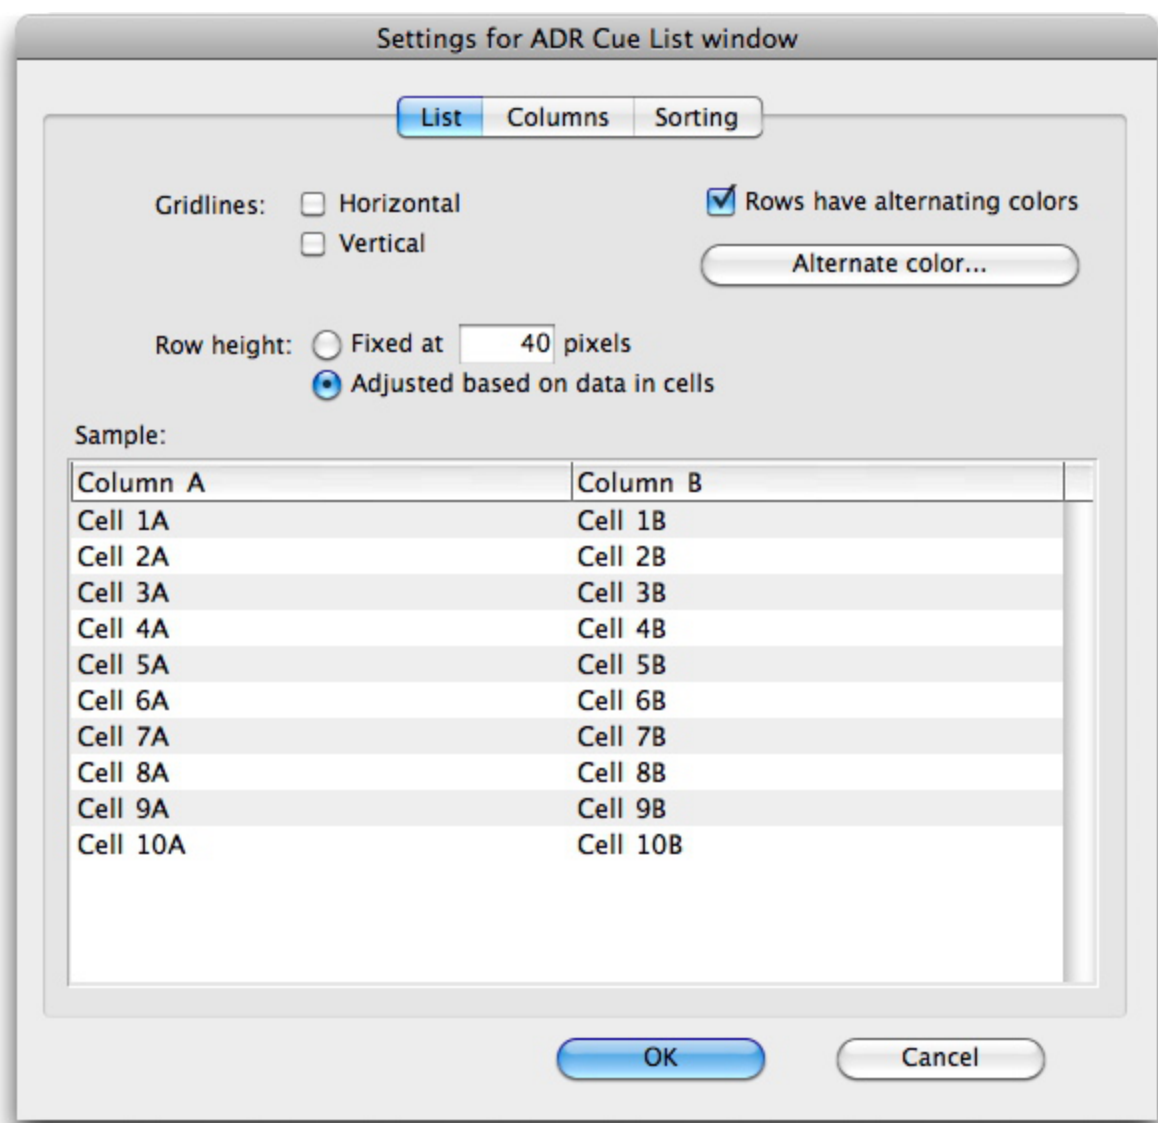 Settings for ADR Cue List window
List Columns Sorting
Gridlines: Horizontal Rows have alternating colors
Vertical
Alternate color...
Row height: Fixed at 40 pixels
Adjusted based on data in cells
Sample:
Column A Column B
Cell 1A Cell 1B
Cell 2A Cell 2B
Cell 3A Cell 3B
Cell 4A Cell 4B
Cell 5A Cell 5B
Cell 6A Cell 6B
Cell 7A Cell 7B
Cell 8A Cell 8B
Cell 9A Cell 9B
Cell 10A Cell 10B
OK Cancel